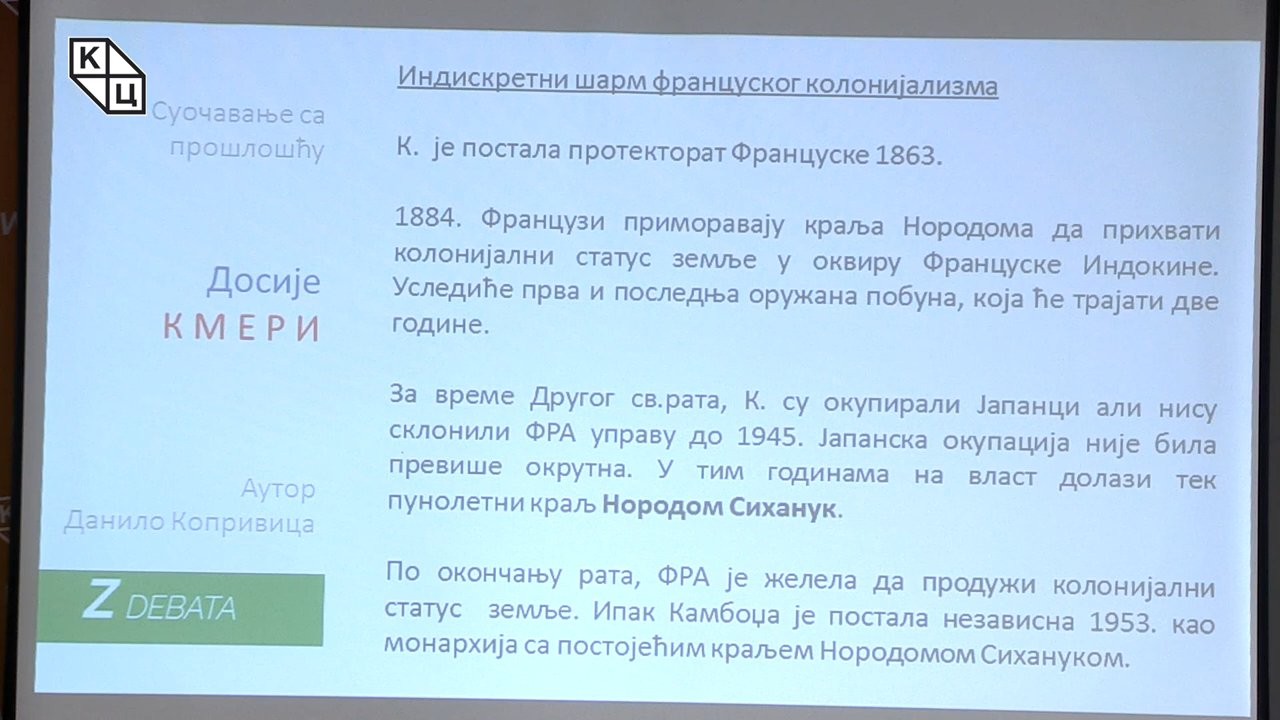 К
Ц
Суочавање са
прошлошћу
Досије
К М Е Р И
Аутор
Данило Копривица
Z DEBATA
Индискретни шарм француског колонијализма
К. је постала протекторат Француске 1863.
1884. Французи приморавају краља Нородома да прихвати
колонијални статус земље у оквиру Француске Индокине.
Уследиће прва и последња оружана побуна, која ће трајати две
године.
За време Другог св.рата, К. су окупирали Јапанци али нису
склонили ФРА управу до 1945. Јапанска окупација није била
превише окрутна. У тим годинама на власт долази тек
пунолетни краљ Нородом Сиханук.
По окончању рата, ФРА је желела да продужи колонијални
статус земље. Ипак Камбоџа је постала независна 1953. као
монархија са постојећим краљем Нородомом Сихануком.